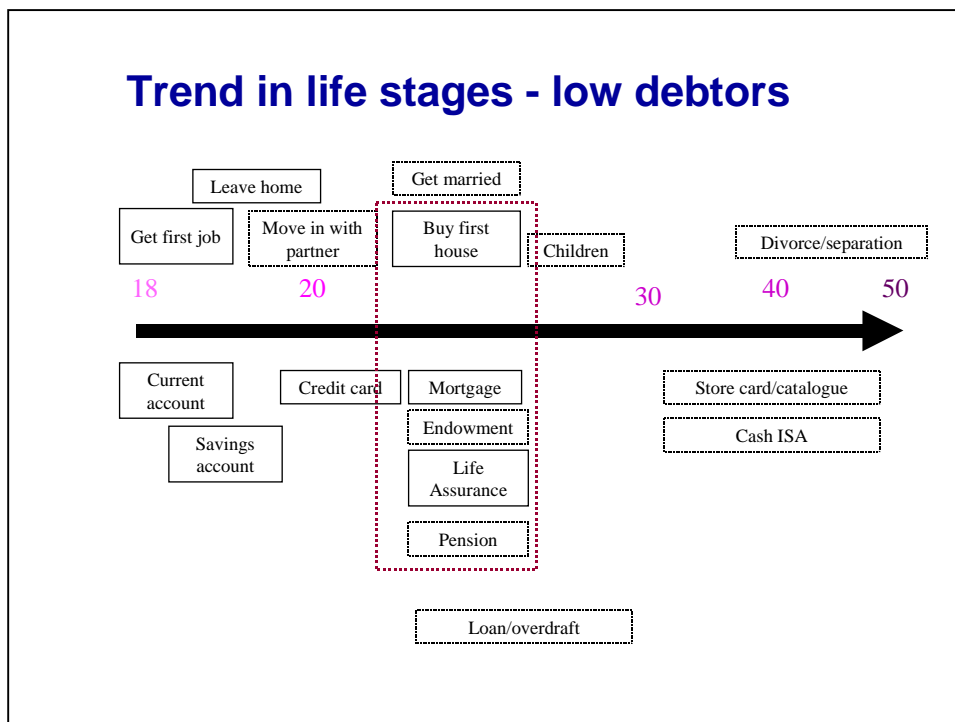 Trend in life stages - low debtors
Get married
Leave home
Get first job
Move in with
partner
Buy first
house
Children
Divorce/separation
18
20
30
40
50
Current
account
Credit card
Mortgage
Store card/catalogue
Endowment
Cash ISA
Savings
account
Life
Assurance
Pension
Loan/overdraft